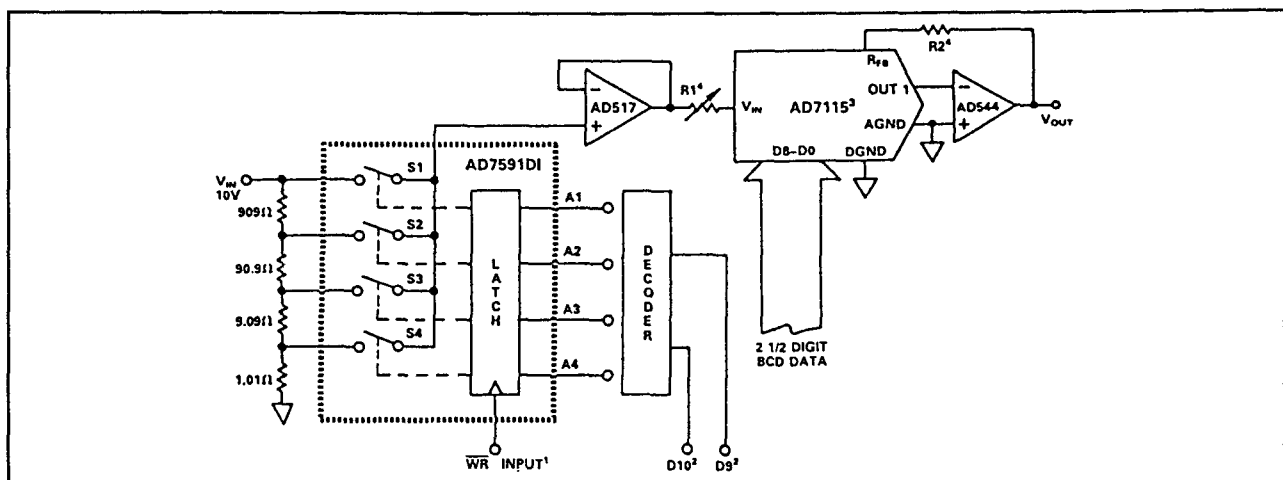 R2⁴
R_FB
R1⁴
V_IN
AD7115³
OUT 1
AGND
D8–D0
DGND
AD517
–
+
AD544
–
+
V_OUT
AD7591DI
V_IN
10V
909Ω
90.9Ω
9.09Ω
1.01Ω
S1
S2
S3
S4
LATCH
A1
A2
A3
A4
DECODER
2 1/2 DIGIT
BCD DATA
W̅R̅ INPUT¹
D10²
D9²